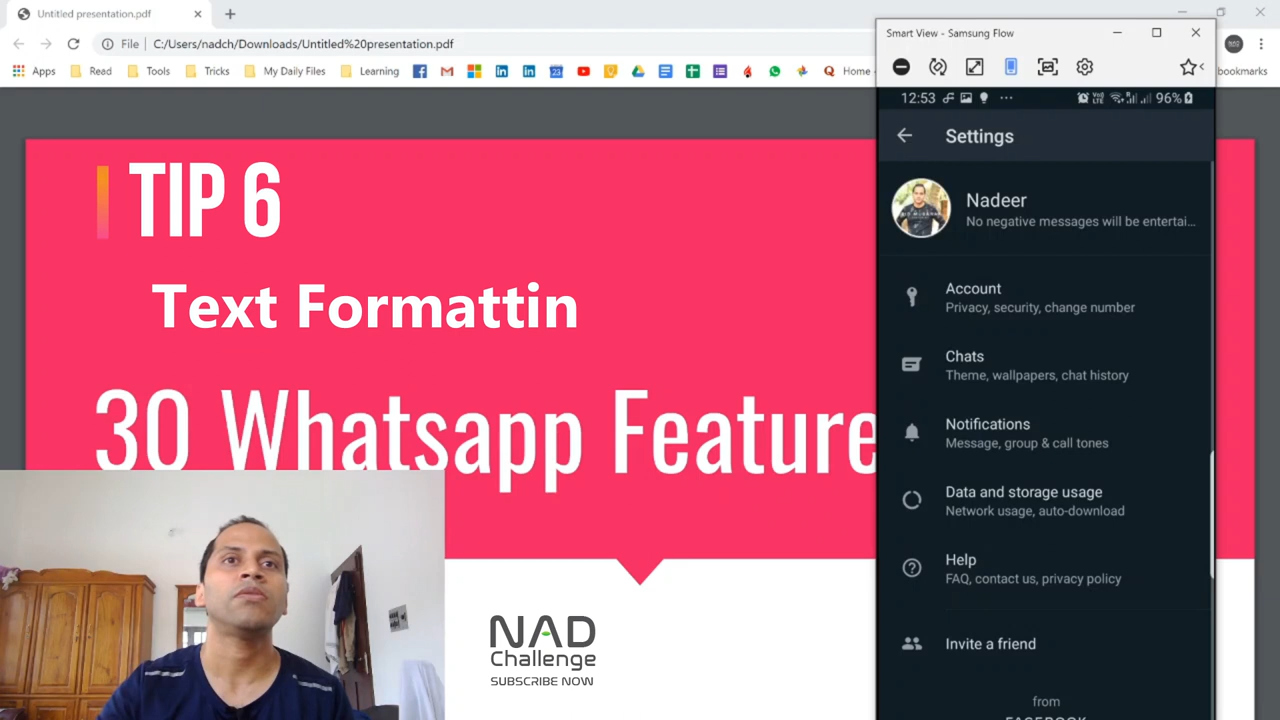 Untitled presentation.pdf
File
C:/Users/nadch/Downloads/Untitled%20presentation.pdf
Apps
Read
Tools
Tricks
My Daily Files
Learning
Home
bookmarks
TIP 6
Text Formattin
30 Whatsapp Feature
NAD
Challenge
SUBSCRIBE NOW
Smart View - Samsung Flow
12:53
96%
Settings
Nadeer
No negative messages will be entertai...
Account
Privacy, security, change number
Chats
Theme, wallpapers, chat history
Notifications
Message, group & call tones
Data and storage usage
Network usage, auto-download
Help
FAQ, contact us, privacy policy
Invite a friend
from
FACEBOOK